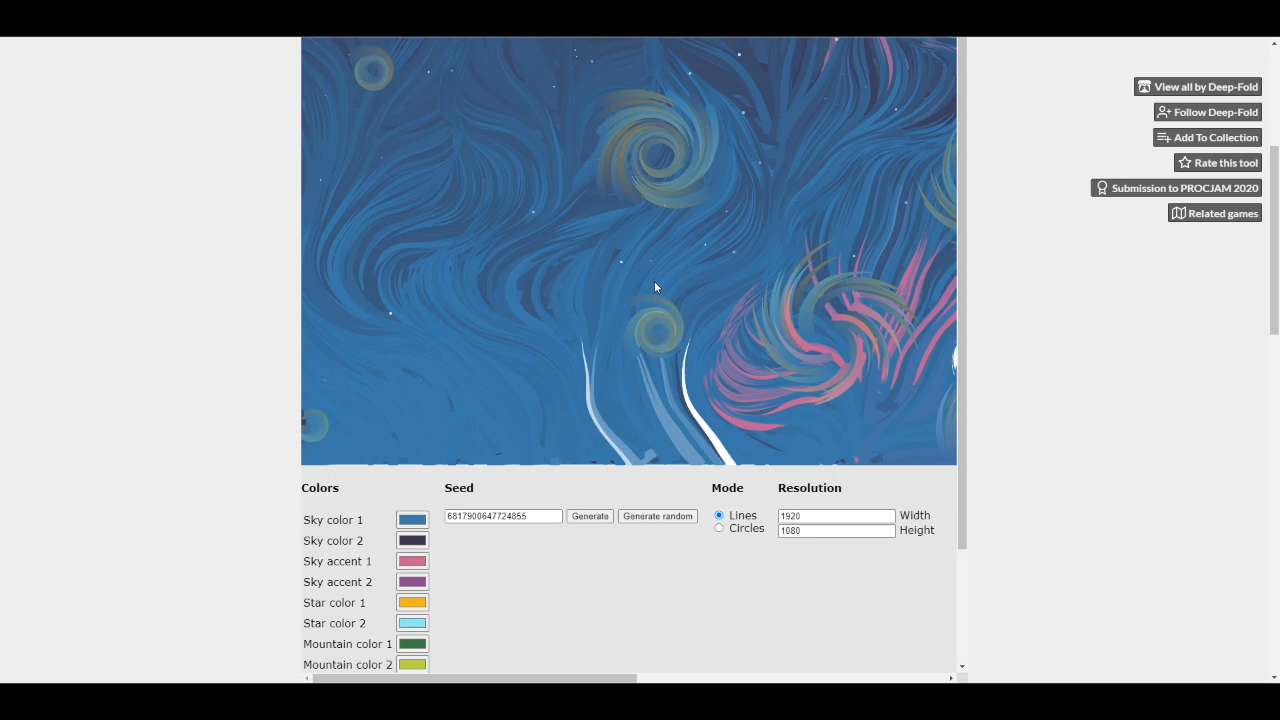 View all by Deep-Fold
Follow Deep-Fold
Add To Collection
Rate this tool
Submission to PROCJAM 2020
Related games
Colors
Seed
Mode
Resolution
Sky color 1
6817900647724855
Generate
Generate random
Lines
1920
Width
Circles
1080
Height
Sky color 2
Sky accent 1
Sky accent 2
Star color 1
Star color 2
Mountain color 1
Mountain color 2